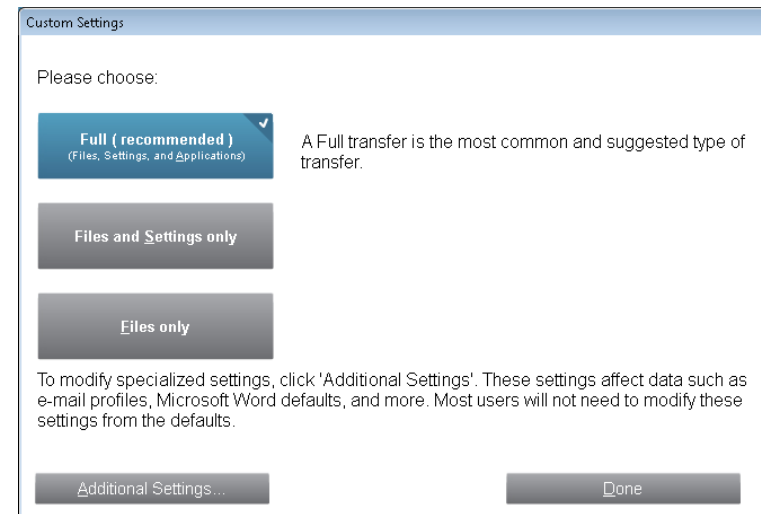 Custom Settings
Please choose:
Full ( recommended )
(Files, Settings, and Applications)
A Full transfer is the most common and suggested type of
transfer.
Files and Settings only
Files only
To modify specialized settings, click 'Additional Settings'. These settings affect data such as
e-mail profiles, Microsoft Word defaults, and more. Most users will not need to modify these
settings from the defaults.
Additional Settings...
Done